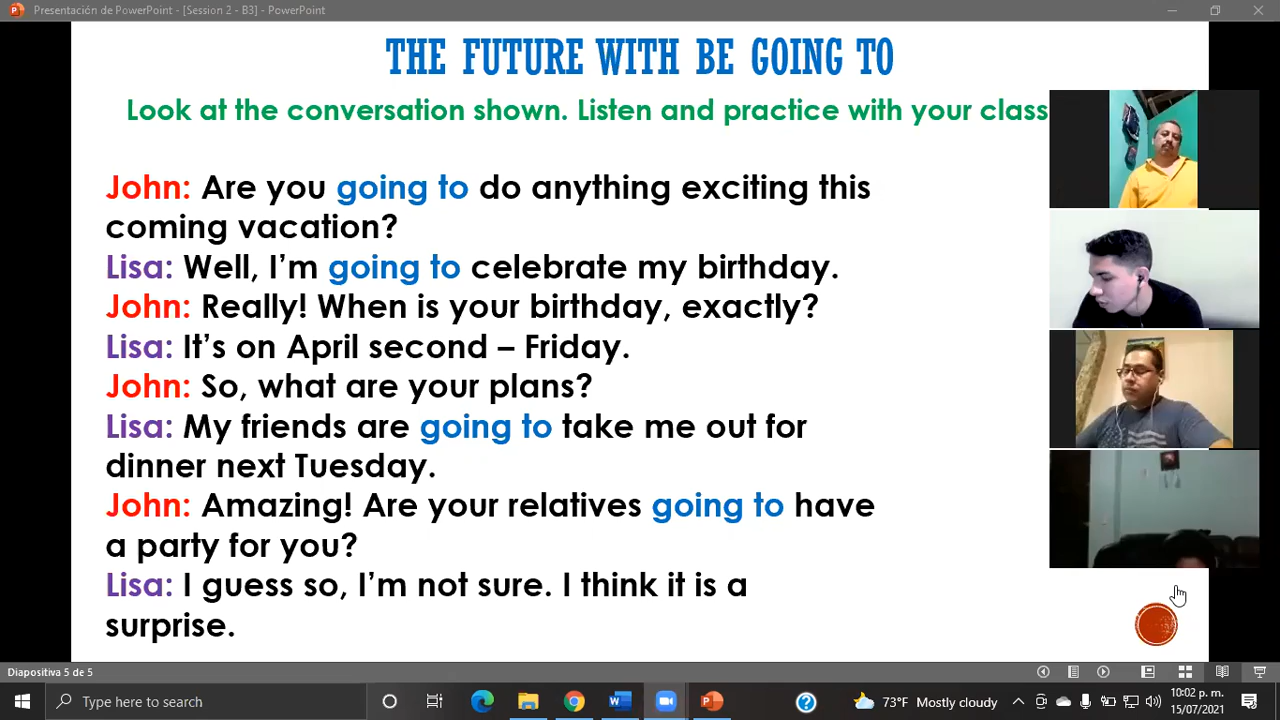 Presentación de PowerPoint - [Session 2 - B3] - PowerPoint
THE FUTURE WITH BE GOING TO
Look at the conversation shown. Listen and practice with your class
John: Are you going to do anything exciting this
coming vacation?
Lisa: Well, I'm going to celebrate my birthday.
John: Really! When is your birthday, exactly?
Lisa: It's on April second – Friday.
John: So, what are your plans?
Lisa: My friends are going to take me out for
dinner next Tuesday.
John: Amazing! Are your relatives going to have
a party for you?
Lisa: I guess so, I'm not sure. I think it is a
surprise.
Diapositiva 5 de 5
Type here to search
73°F Mostly cloudy
10:02 p. m.
15/07/2021